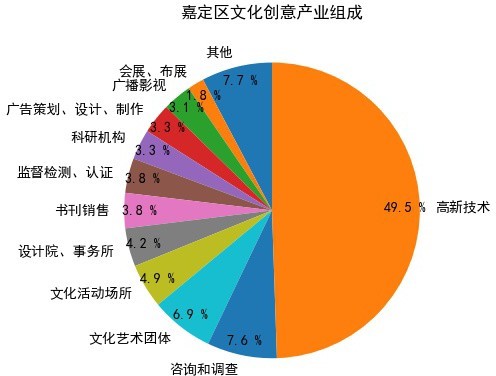 嘉定区文化创意产业组成
其他
7.7 %
会展、布展
1.8 %
广播影视
3.1 %
广告策划、设计、制作
3.3 %
科研机构
3.3 %
监督检测、认证
3.8 %
书刊销售
3.8 %
设计院、事务所
4.2 %
文化活动场所
4.9 %
文化艺术团体
6.9 %
咨询和调查
7.6 %
49.5 %
高新技术